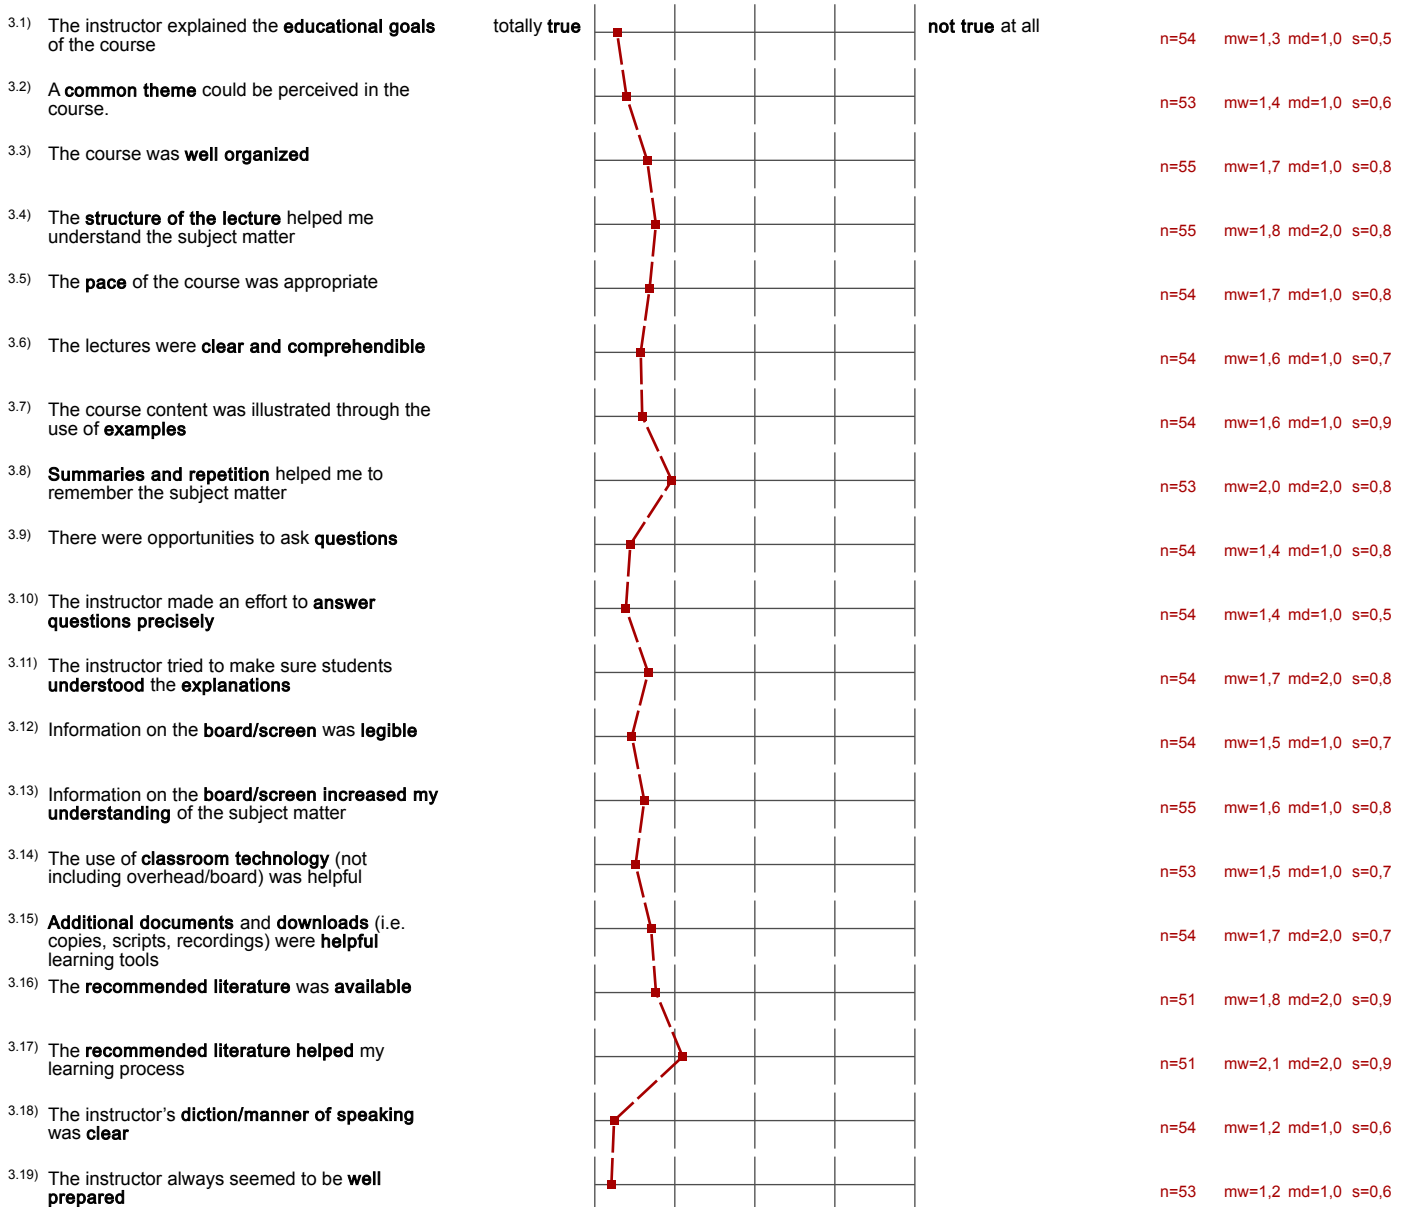 3.1) The instructor explained the educational goals totally true not true at all
of the course n=54 mw=1,3 md=1,0 s=0,5
3.2) A common theme could be perceived in the
course. n=53 mw=1,4 md=1,0 s=0,6
3.3) The course was well organized
n=55 mw=1,7 md=1,0 s=0,8
3.4) The structure of the lecture helped me
understand the subject matter n=55 mw=1,8 md=2,0 s=0,8
3.5) The pace of the course was appropriate
n=54 mw=1,7 md=1,0 s=0,8
3.6) The lectures were clear and comprehendible
n=54 mw=1,6 md=1,0 s=0,7
3.7) The course content was illustrated through the
use of examples n=54 mw=1,6 md=1,0 s=0,9
3.8) Summaries and repetition helped me to
remember the subject matter n=53 mw=2,0 md=2,0 s=0,8
3.9) There were opportunities to ask questions
n=54 mw=1,4 md=1,0 s=0,8
3.10) The instructor made an effort to answer
questions precisely n=54 mw=1,4 md=1,0 s=0,5
3.11) The instructor tried to make sure students
understood the explanations n=54 mw=1,7 md=2,0 s=0,8
3.12) Information on the board/screen was legible
n=54 mw=1,5 md=1,0 s=0,7
3.13) Information on the board/screen increased my
understanding of the subject matter n=55 mw=1,6 md=1,0 s=0,8
3.14) The use of classroom technology (not
including overhead/board) was helpful n=53 mw=1,5 md=1,0 s=0,7
3.15) Additional documents and downloads (i.e.
copies, scripts, recordings) were helpful n=54 mw=1,7 md=2,0 s=0,7
learning tools
3.16) The recommended literature was available
n=51 mw=1,8 md=2,0 s=0,9
3.17) The recommended literature helped my
learning process n=51 mw=2,1 md=2,0 s=0,9
3.18) The instructor's diction/manner of speaking
was clear n=54 mw=1,2 md=1,0 s=0,6
3.19) The instructor always seemed to be well
prepared n=53 mw=1,2 md=1,0 s=0,6